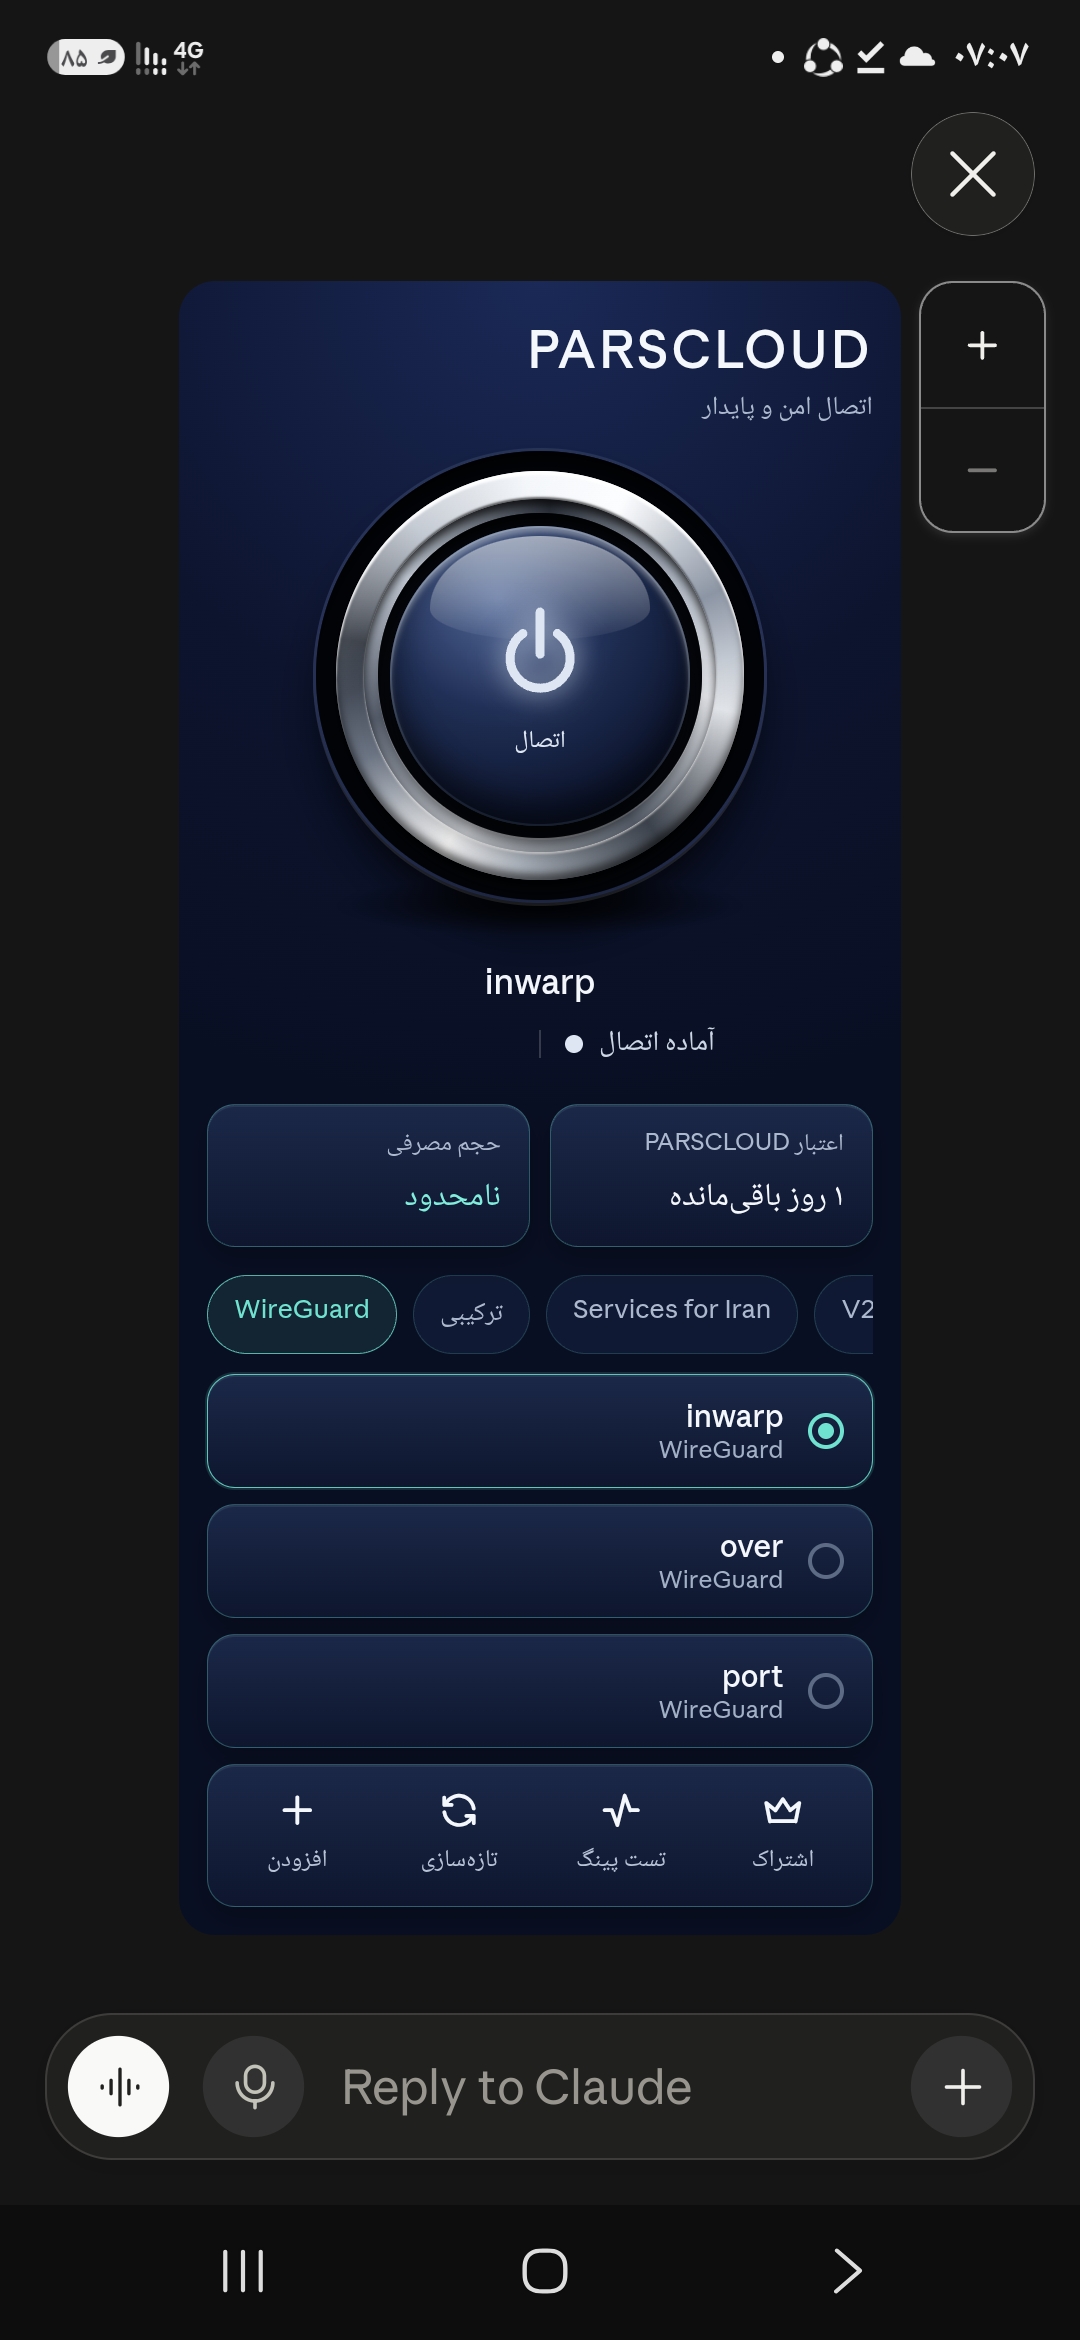 ۸۵
4G
۰۷:۰۷
PARSCLOUD
اتصال امن و پایدار
اتصال
inwarp
آماده اتصال
اعتبار PARSCLOUD
۱ روز باقی‌مانده
حجم مصرفی
نامحدود
WireGuard
ترکیبی
Services for Iran
V2
inwarp
WireGuard
over
WireGuard
port
WireGuard
اشتراک
تست پینگ
تازه‌سازی
افزودن
Reply to Claude